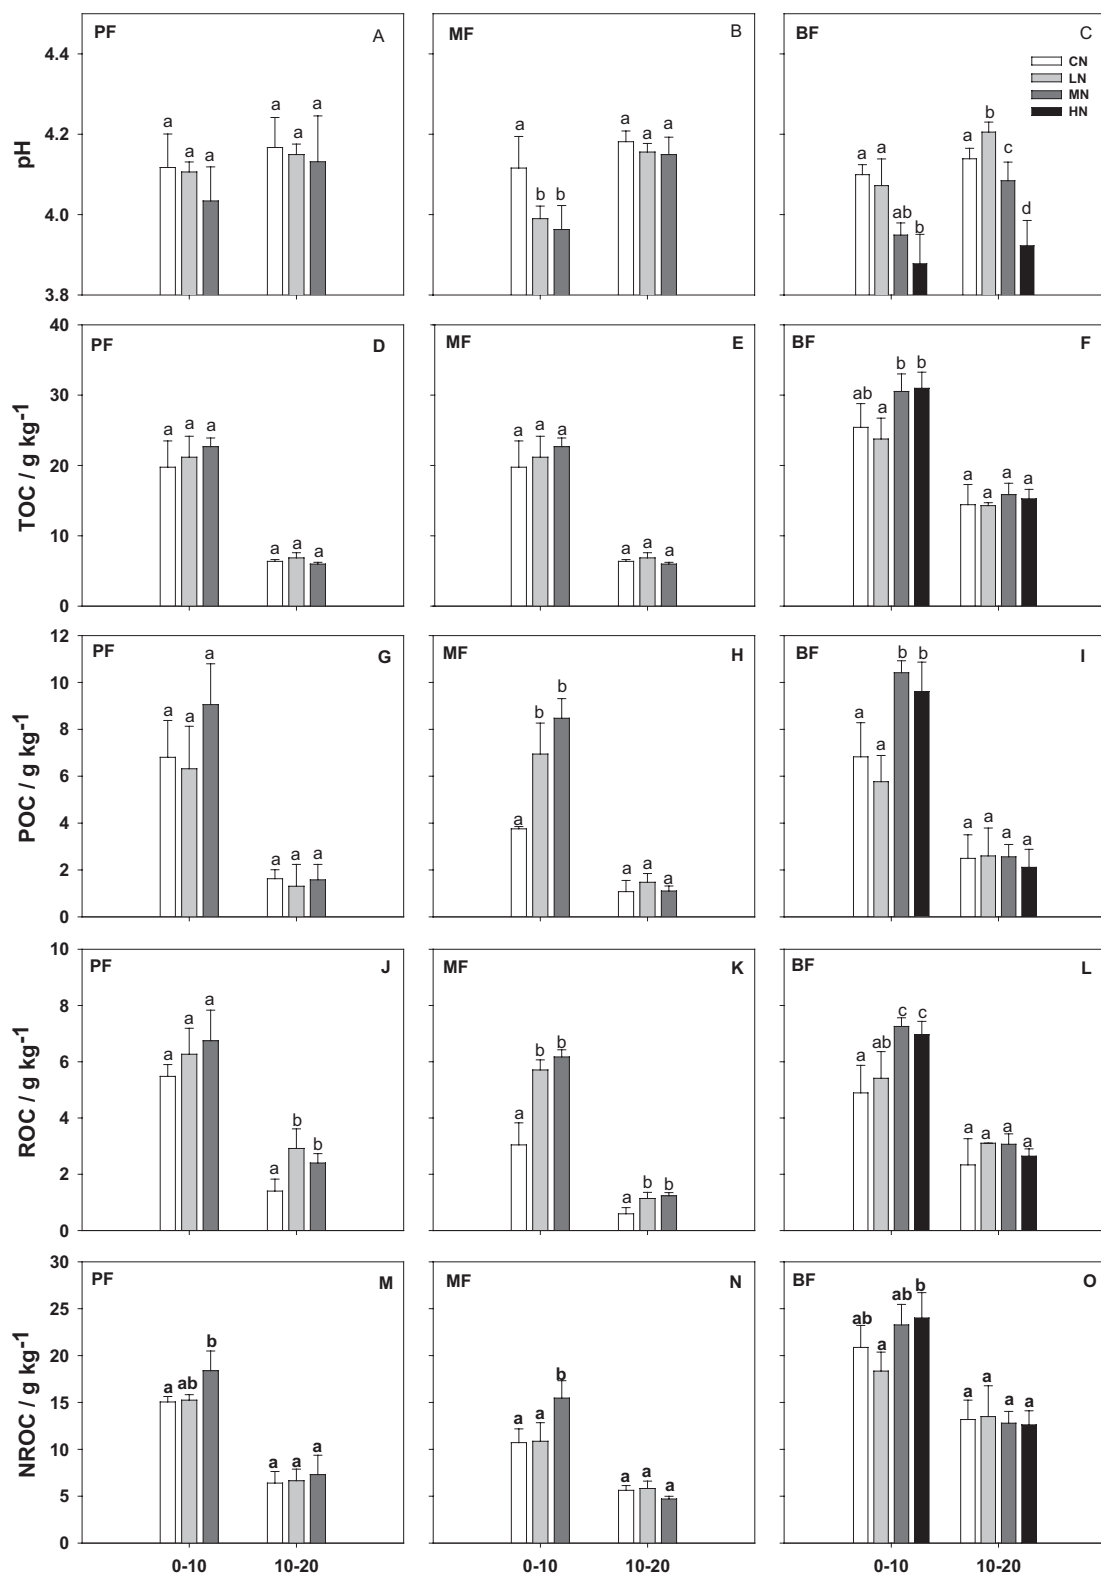 PF A
MF B
BF C
CN
LN
MN
HN
pH
4.4
4.2
4.0
3.8
a a a a a a
a b b a a a
a a ab b a b c d
PF D
MF E
BF F
TOC / g kg-1
40
30
20
10
0
a a a a a a
a a a a a a
ab a b b a a a a
PF G
MF H
BF I
POC / g kg-1
12
10
8
6
4
2
0
a a a a a a
a b b a a a
a a b b a a a a
PF J
MF K
BF L
ROC / g kg-1
10
8
6
4
2
0
a a a a b b
a b b a b b
a ab c c a a a a
PF M
MF N
BF O
NROC / g kg-1
30
25
20
15
10
5
0
a ab b a a a
a a b a a a
ab a ab b a a a a
0-10 10-20
0-10 10-20
0-10 10-20